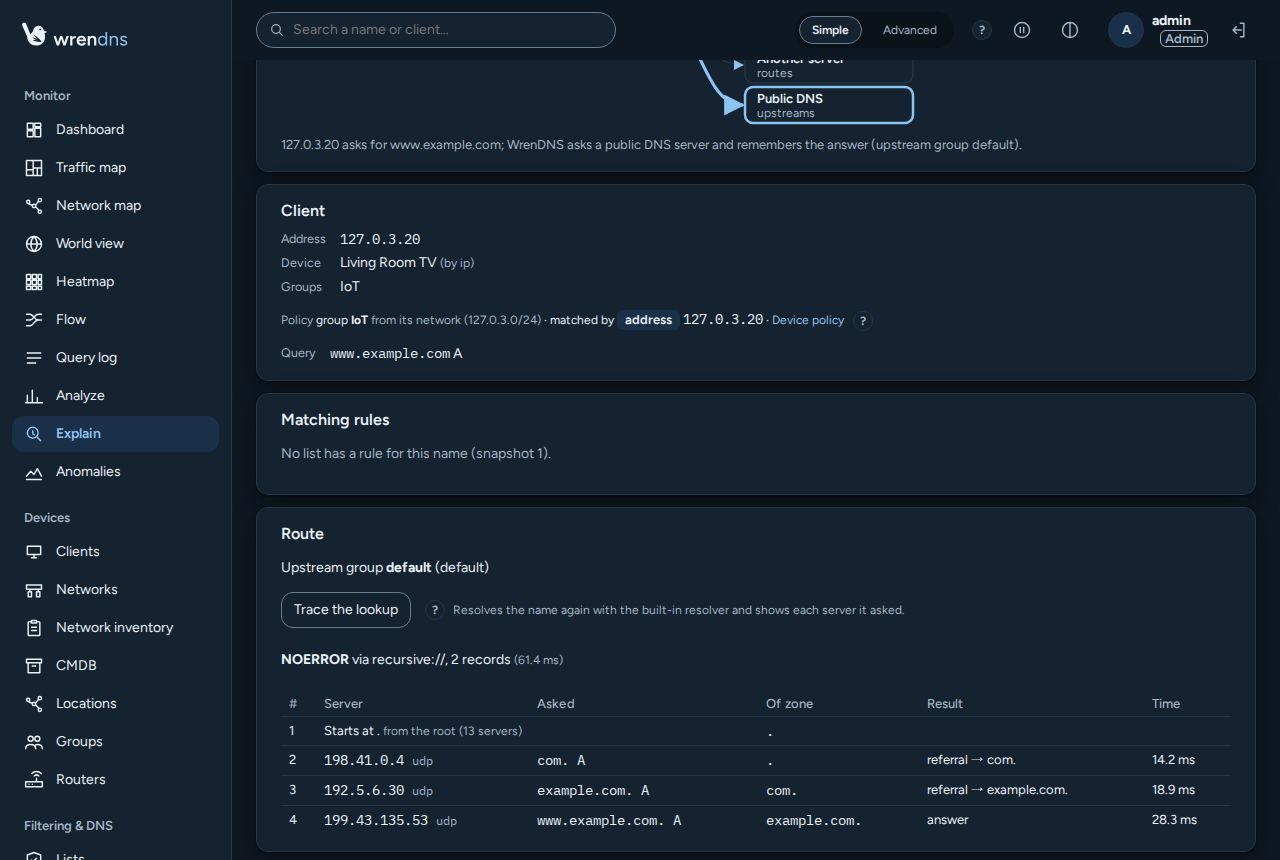 wrendns
Search a name or client...
Simple
Advanced
?
A
admin
Admin
Monitor
Dashboard
Traffic map
Network map
World view
Heatmap
Flow
Query log
Analyze
Explain
Anomalies
Devices
Clients
Networks
Network inventory
CMDB
Locations
Groups
Routers
Filtering & DNS
Lists
Another server
routes
Public DNS
upstreams
127.0.3.20 asks for www.example.com; WrenDNS asks a public DNS server and remembers the answer (upstream group default).
Client
Address 127.0.3.20
Device Living Room TV (by ip)
Groups IoT
Policy group IoT from its network (127.0.3.0/24) · matched by address 127.0.3.20 · Device policy ?
Query www.example.com A
Matching rules
No list has a rule for this name (snapshot 1).
Route
Upstream group default (default)
Trace the lookup ? Resolves the name again with the built-in resolver and shows each server it asked.
NOERROR via recursive://, 2 records (61.4 ms)
# Server Asked Of zone Result Time
1 Starts at . from the root (13 servers) .
2 198.41.0.4 udp com. A . referral → com. 14.2 ms
3 192.5.6.30 udp example.com. A com. referral → example.com. 18.9 ms
4 199.43.135.53 udp www.example.com. A example.com. answer 28.3 ms